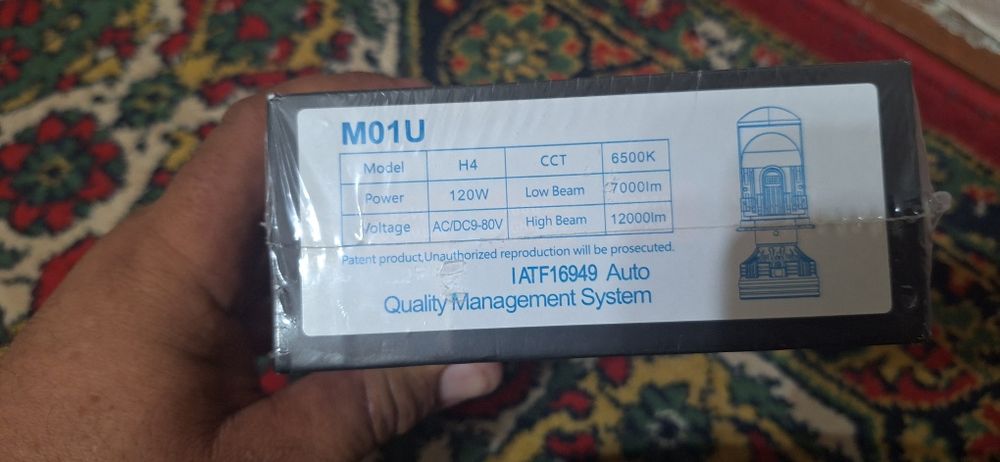 M01U
Model H4 CCT 6500K
Power 120W Low Beam 7000lm
Voltage AC/DC9-80V High Beam 12000lm
Patent product,Unauthorized reproduction will be prosecuted.
IATF16949 Auto
Quality Management System